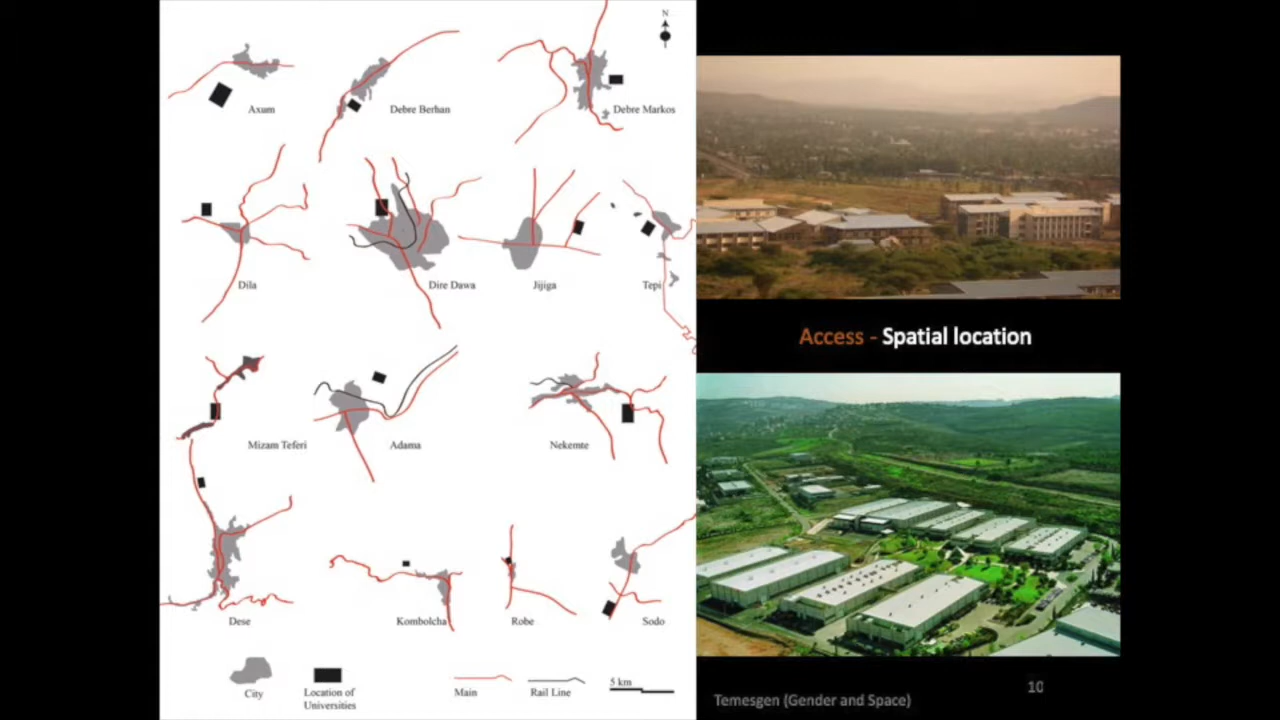 N
Axum
Debre Berhan
Debre Markos
Dila
Dire Dawa
Jijiga
Tepi
Mizam Teferi
Adama
Nekemte
Dese
Kombolcha
Robe
Sodo
City
Location of
Universities
Main
Rail Line
5 km
Access - Spatial location
Temesgen (Gender and Space)
10